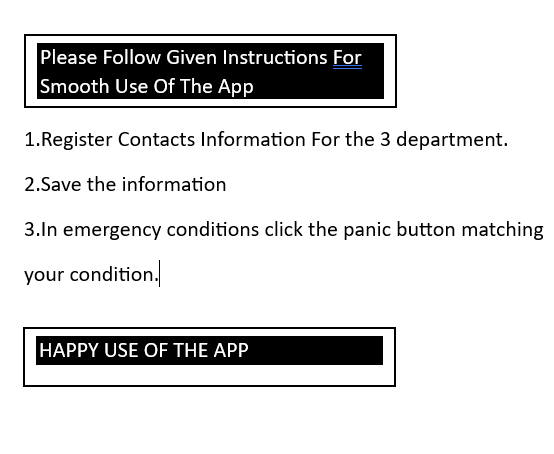 Please Follow Given Instructions For
Smooth Use Of The App
1.Register Contacts Information For the 3 department.
2.Save the information
3.In emergency conditions click the panic button matching
your condition.
HAPPY USE OF THE APP